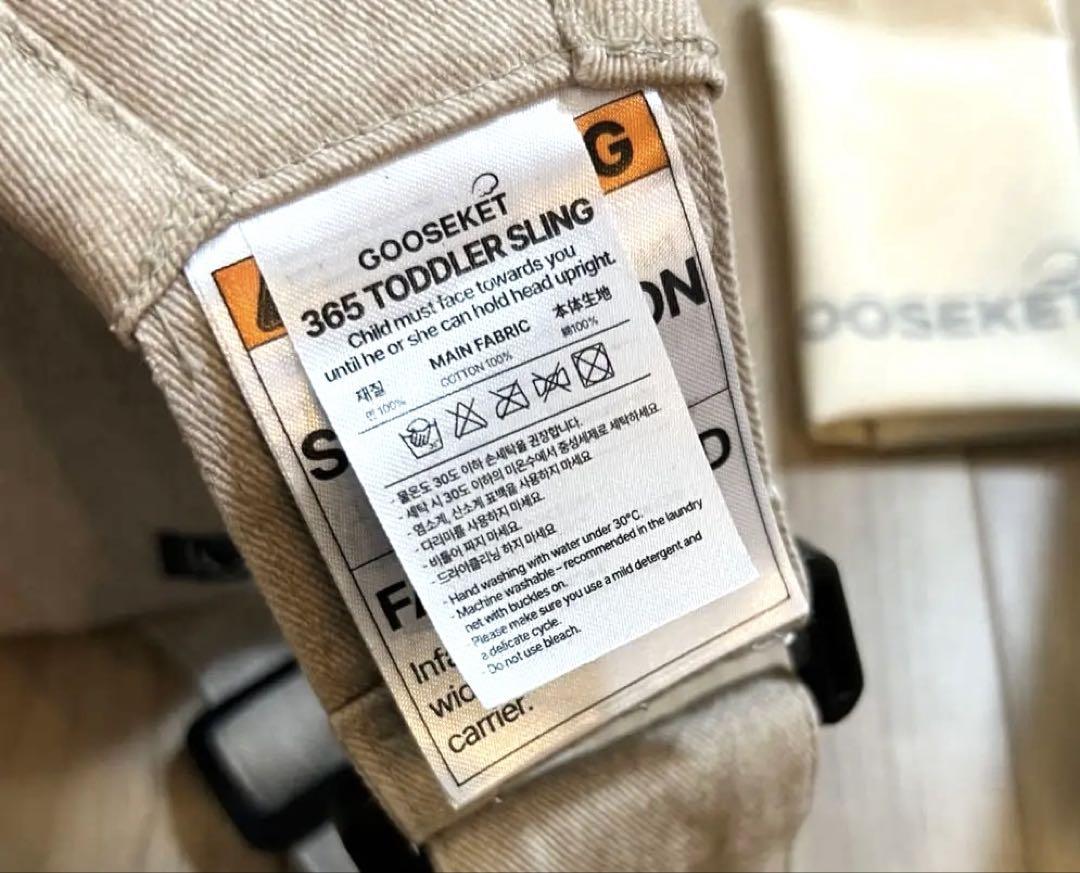 GOOSEKET
365 TODDLER SLING
Child must face towards you
until he or she can hold head upright.
재질 MAIN FABRIC 本体生地
면 100% COTTON 100% 綿100%
- 물온도 30도 이하 손세탁을 권장합니다.
- 세탁 시 30도 이하의 미온수에서 중성세제로 세탁하세요.
- 염소계, 산소계 표백을 사용하지 마세요
- 다리미를 사용하지 마세요.
- 비틀어 짜지 마세요.
- 드라이클리닝 하지 마세요
- Hand washing with water under 30°C.
- Machine washable – recommended in the laundry
net with buckles on.
- Please make sure you use a mild detergent and
a delicate cycle.
- Do not use bleach.
G
ON
S
D
FA
Infa
wid
carrier.
OOSEKET